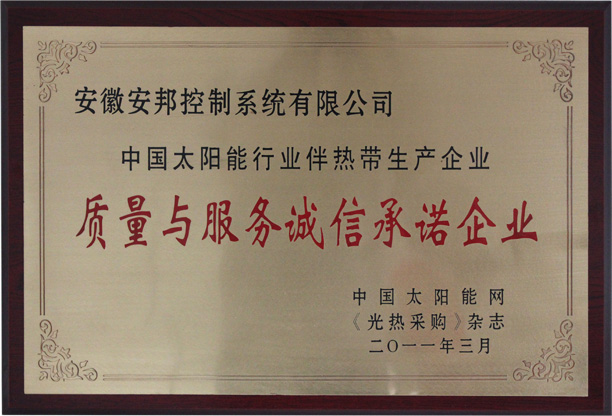 安徽安邦控制系统有限公司
中国太阳能行业伴热带生产企业
质量与服务诚信承诺企业
中国太阳能网
《光热采购》杂志
二〇一一年三月